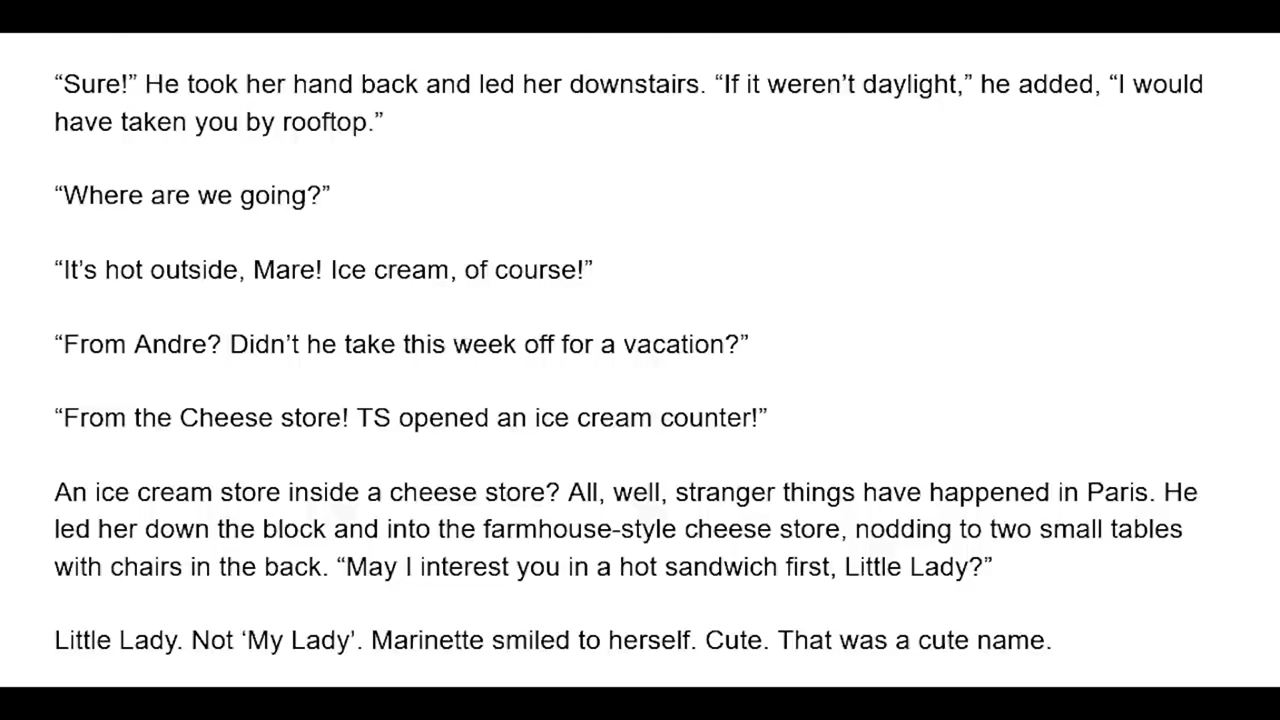 “Sure!” He took her hand back and led her downstairs. “If it weren’t daylight,” he added, “I would
have taken you by rooftop.”
“Where are we going?”
“It’s hot outside, Mare! Ice cream, of course!”
“From Andre? Didn’t he take this week off for a vacation?”
“From the Cheese store! TS opened an ice cream counter!”
An ice cream store inside a cheese store? All, well, stranger things have happened in Paris. He
led her down the block and into the farmhouse-style cheese store, nodding to two small tables
with chairs in the back. “May I interest you in a hot sandwich first, Little Lady?”
Little Lady. Not ‘My Lady’. Marinette smiled to herself. Cute. That was a cute name.